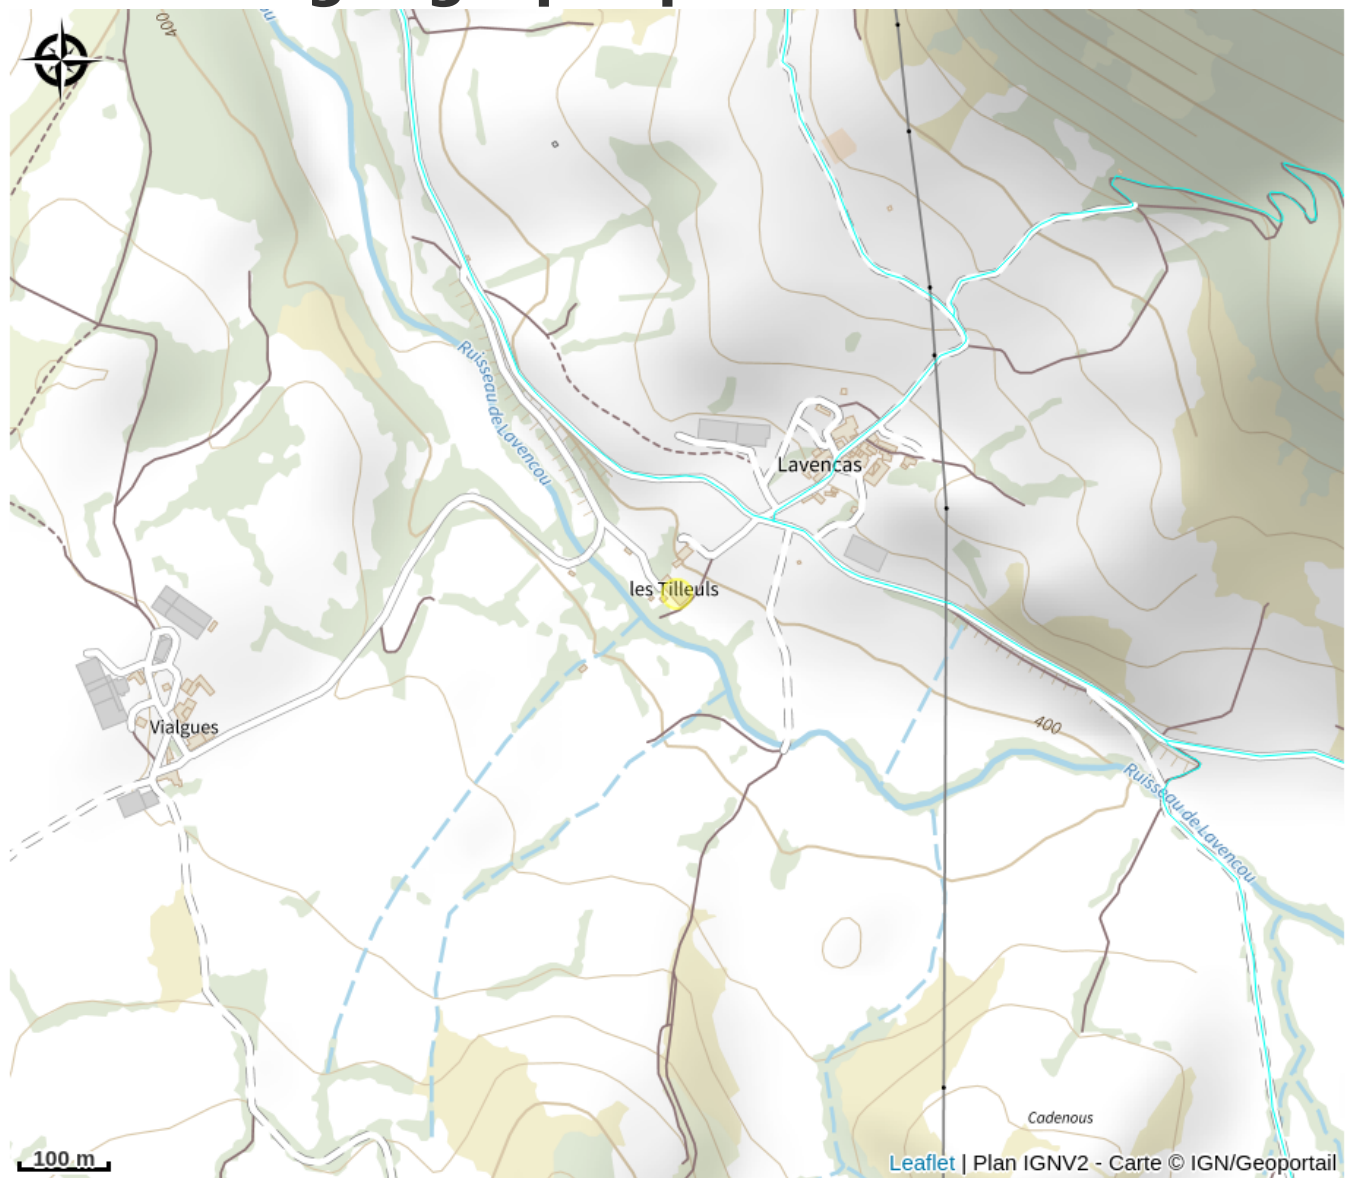 400
Ruisseau de Lavencou
Lavencas
les Tilleuls
Vialgues
400
Ruisseau de Lavencou
Cadenous
100 m
Leaflet | Plan IGNV2 - Carte © IGN/Geoportail